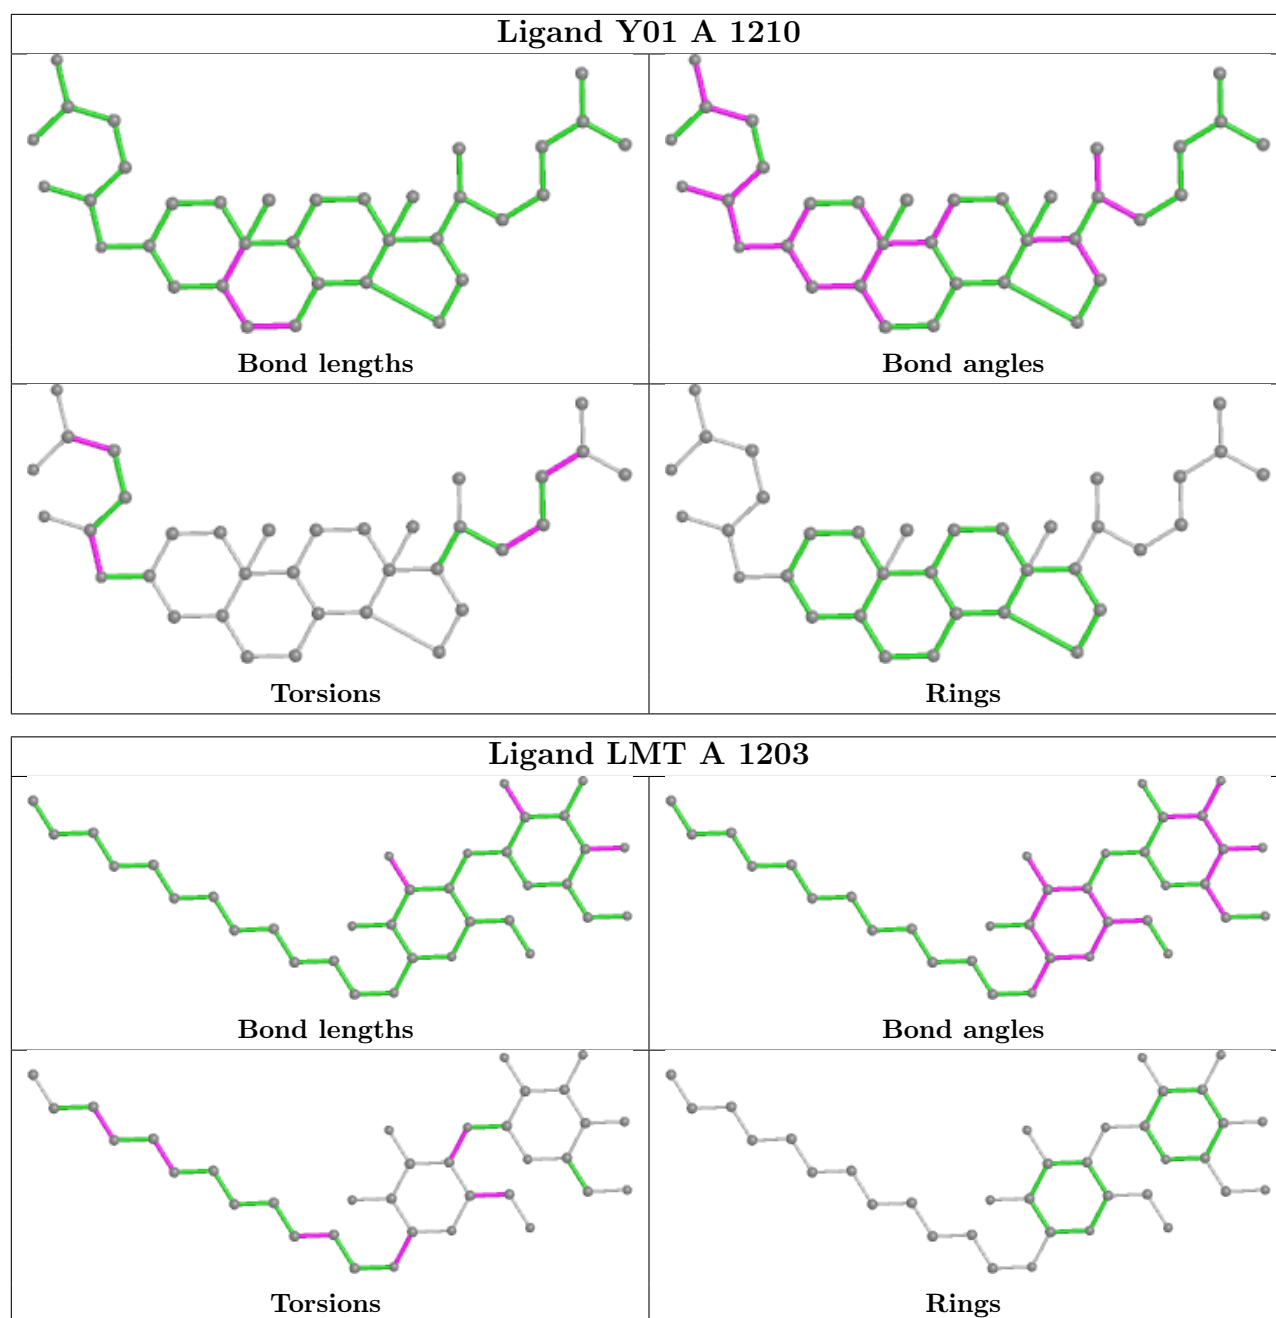 Ligand Y01 A 1210
Bond lengths
Bond angles
Torsions
Rings
Ligand LMT A 1203
Bond lengths
Bond angles
Torsions
Rings